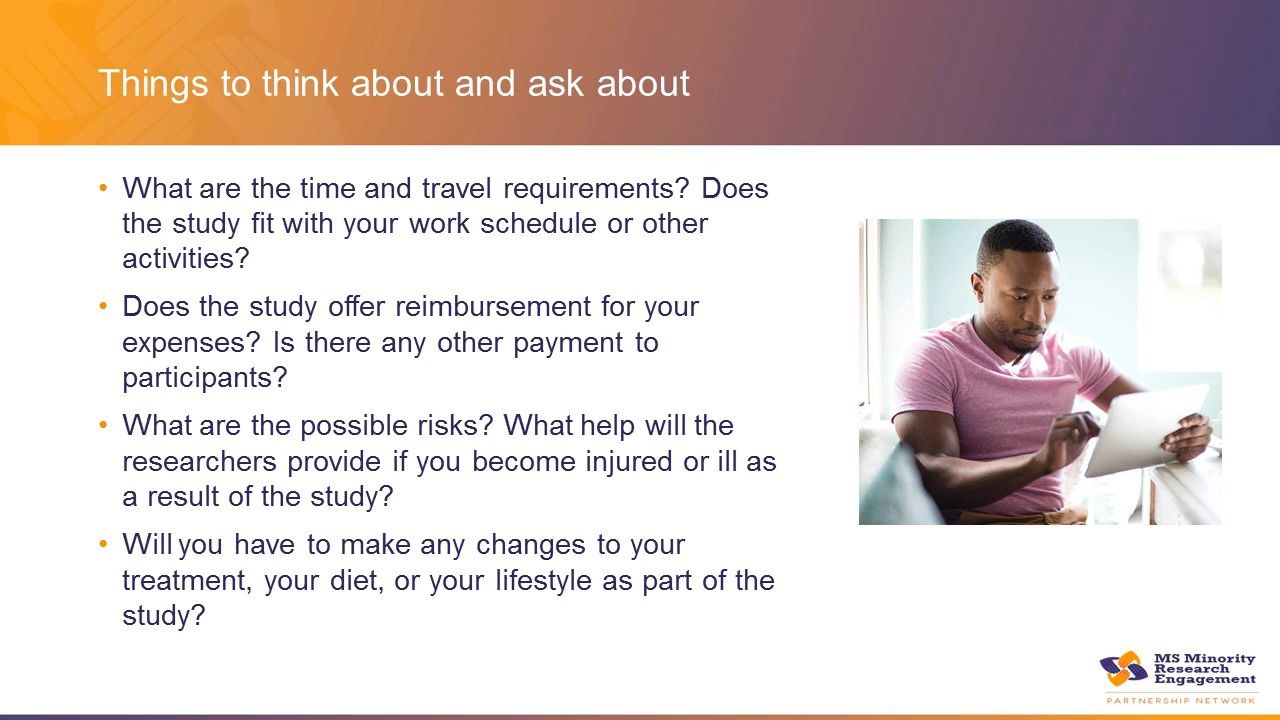 Things to think about and ask about
• What are the time and travel requirements? Does
the study fit with your work schedule or other
activities?
• Does the study offer reimbursement for your
expenses? Is there any other payment to
participants?
• What are the possible risks? What help will the
researchers provide if you become injured or ill as
a result of the study?
• Will you have to make any changes to your
treatment, your diet, or your lifestyle as part of the
study?
MS Minority
Research
Engagement
PARTNERSHIP NETWORK